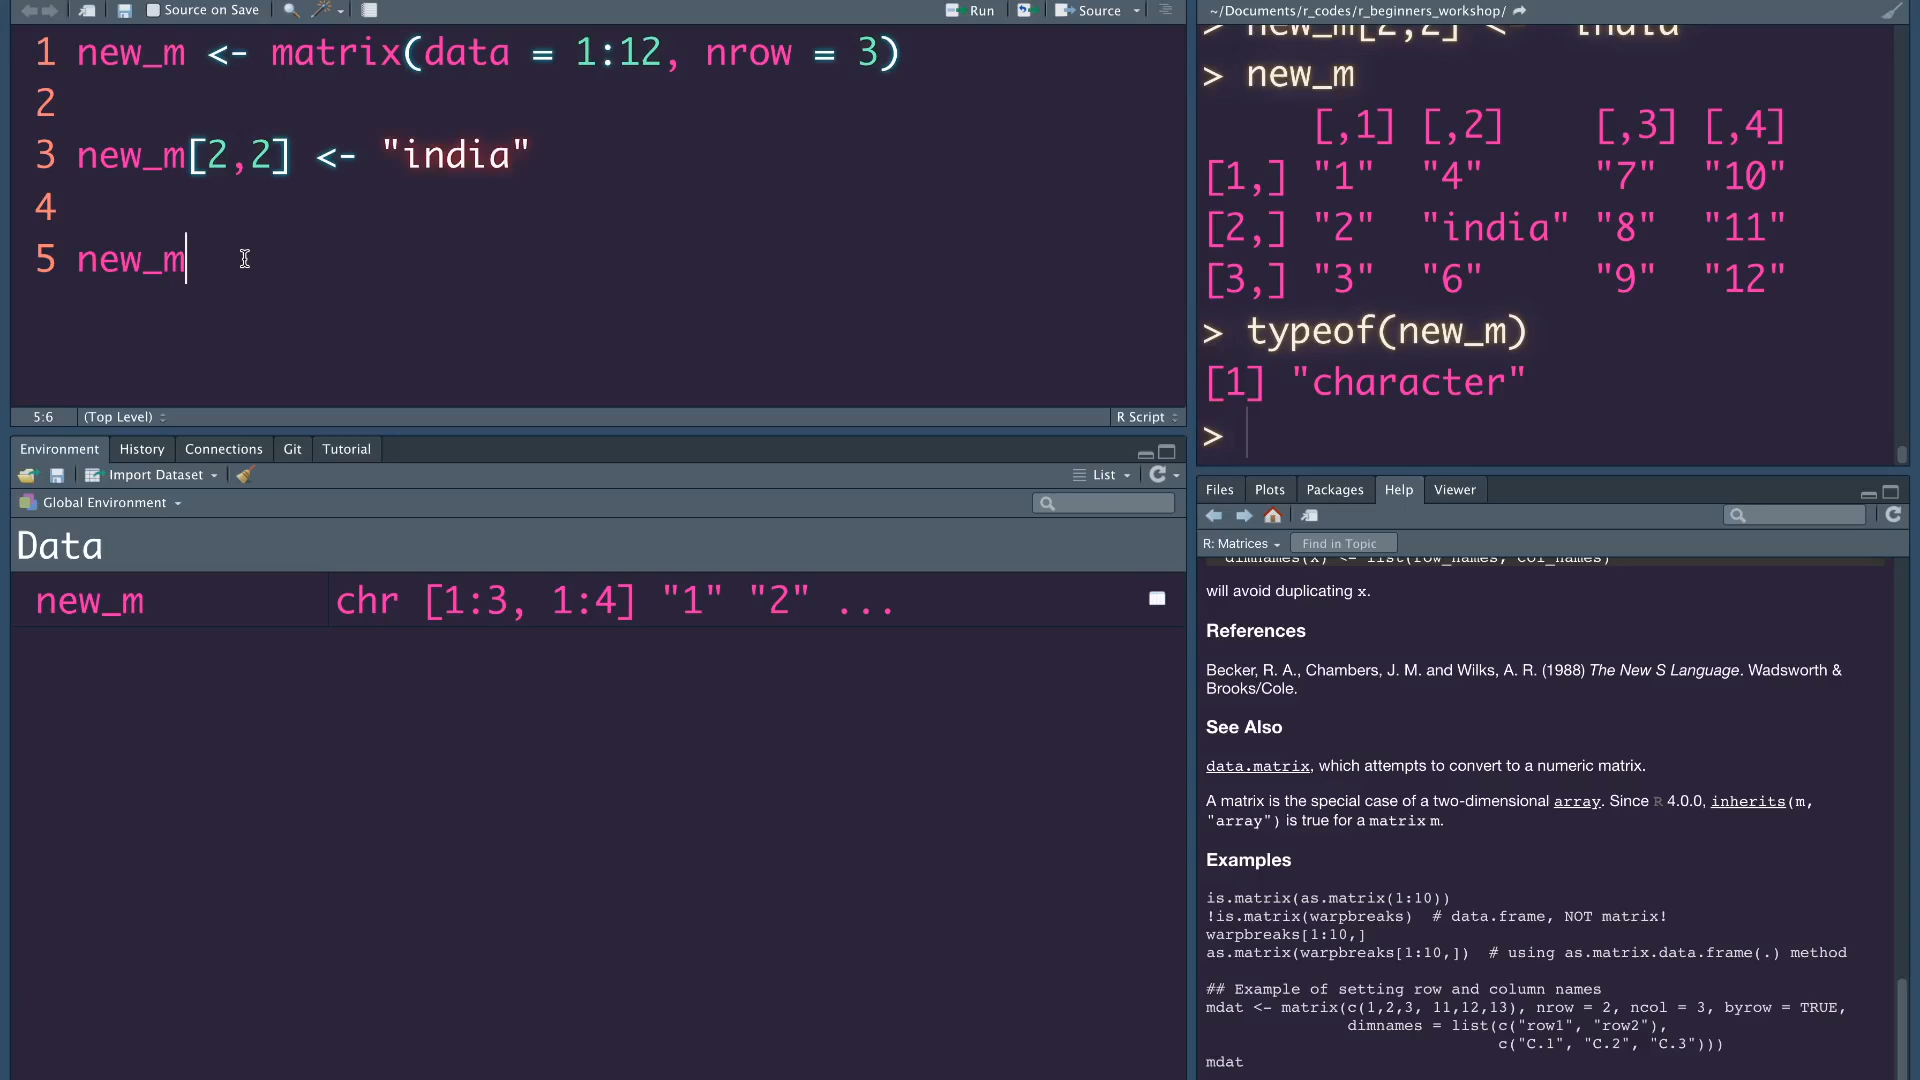 Source on Save
Run
Source
1 new_m <- matrix(data = 1:12, nrow = 3)
2
3 new_m[2,2] <- "india"
4
5 new_m
5:6 (Top Level) R Script
Environment History Connections Git Tutorial
Import Dataset List
Global Environment
Data
new_m chr [1:3, 1:4] "1" "2" ...
~/Documents/r_codes/r_beginners_workshop/
> new_m[2,2] <- "india"
> new_m
[,1] [,2] [,3] [,4]
[1,] "1" "4" "7" "10"
[2,] "2" "india" "8" "11"
[3,] "3" "6" "9" "12"
> typeof(new_m)
[1] "character"
>
Files Plots Packages Help Viewer
R: Matrices Find in Topic
dimnames(x) <- list(row_names, col_names)
will avoid duplicating x.
References
Becker, R. A., Chambers, J. M. and Wilks, A. R. (1988) The New S Language. Wadsworth &
Brooks/Cole.
See Also
data.matrix, which attempts to convert to a numeric matrix.
A matrix is the special case of a two-dimensional array. Since R 4.0.0, inherits(m,
"array") is true for a matrix m.
Examples
is.matrix(as.matrix(1:10))
!is.matrix(warpbreaks)  # data.frame, NOT matrix!
warpbreaks[1:10,]
as.matrix(warpbreaks[1:10,])  # using as.matrix.data.frame(.) method
## Example of setting row and column names
mdat <- matrix(c(1,2,3, 11,12,13), nrow = 2, ncol = 3, byrow = TRUE,
dimnames = list(c("row1", "row2"),
c("C.1", "C.2", "C.3")))
mdat